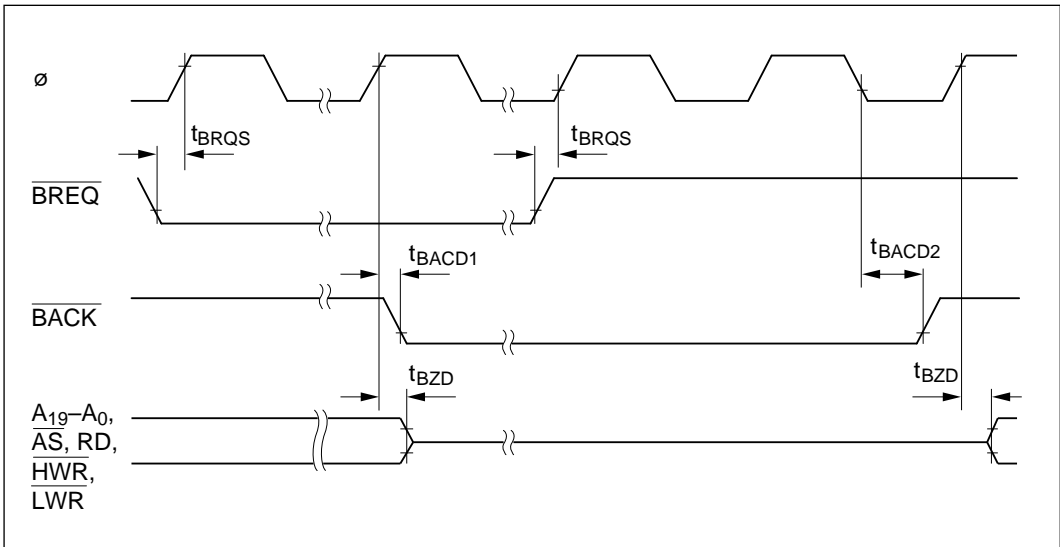 ø
tBRQS
tBRQS
BREQ
tBACD1
tBACD2
BACK
tBZD
tBZD
A19–A0,
AS, RD,
HWR,
LWR